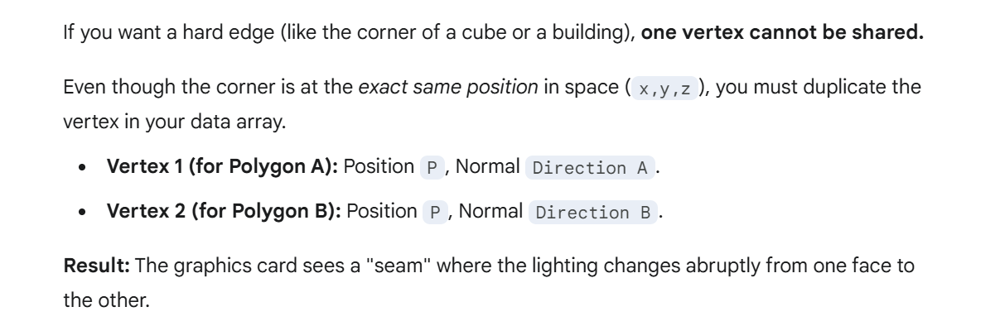 If you want a hard edge (like the corner of a cube or a building), one vertex cannot be shared.
Even though the corner is at the exact same position in space ( x,y,z ), you must duplicate the
vertex in your data array.
• Vertex 1 (for Polygon A): Position P , Normal Direction A .
• Vertex 2 (for Polygon B): Position P , Normal Direction B .
Result: The graphics card sees a "seam" where the lighting changes abruptly from one face to
the other.